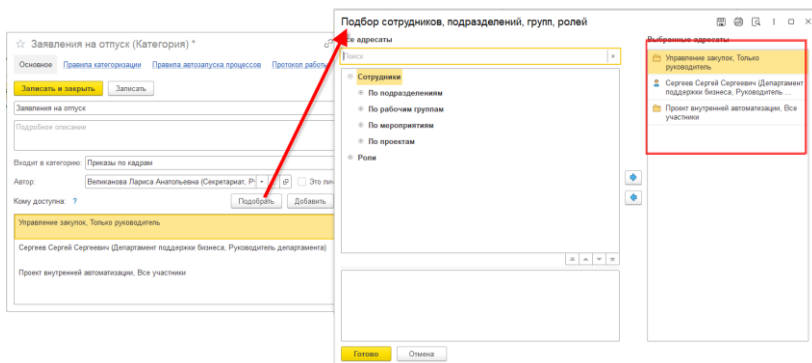 Заявления на отпуск (Категория) *
Основное Правила категоризации Правила автозапуска процессов Протокол работы
Записать и закрыть Записать
Заявления на отпуск
Подробное описание
Входит в категорию: Приказы по кадрам
Автор: Великанова Лариса Анатольевна (Секретариат, Р
Это ли
Кому доступна: ? Подобрать Добавить
Управление закупок, Только руководитель
Сергеев Сергей Сергеевич (Департамент поддержки бизнеса, Руководитель департамента)
Проект внутренней автоматизации, Все участники
Подбор сотрудников, подразделений, групп, ролей
се адресаты
Поиск
Сотрудники
По подразделениям
По рабочим группам
По мероприятиям
По проектам
Роли
Готово Отмена
Выбранные адресаты
Управление закупок, Только
руководитель
Сергеев Сергей Сергеевич (Департамент
поддержки бизнеса, Руководитель ...
Проект внутренней автоматизации, Все
участники